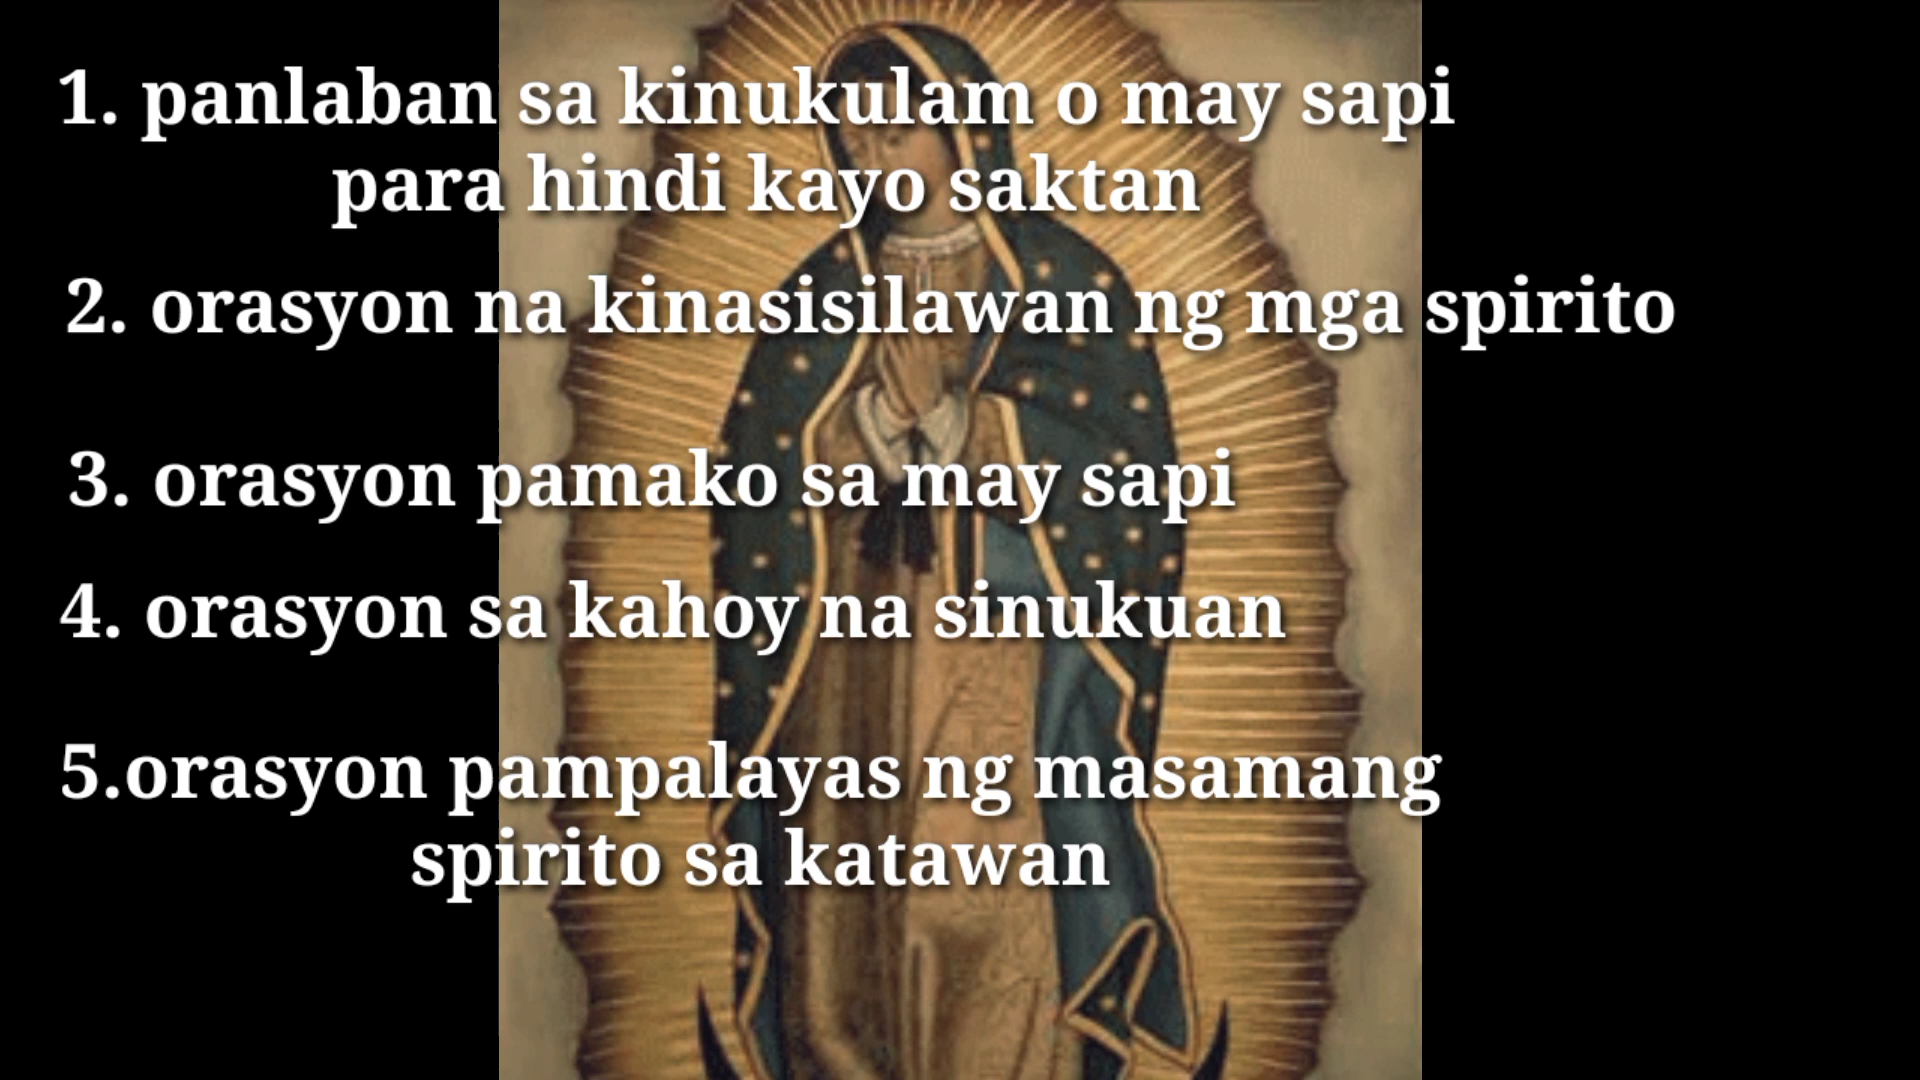 1. panlaban sa kinukulam o may sapi
para hindi kayo saktan
2. orasyon na kinasisilawan ng mga spirito
3. orasyon pamako sa may sapi
4. orasyon sa kahoy na sinukuan
5.orasyon pampalayas ng masamang
spirito sa katawan